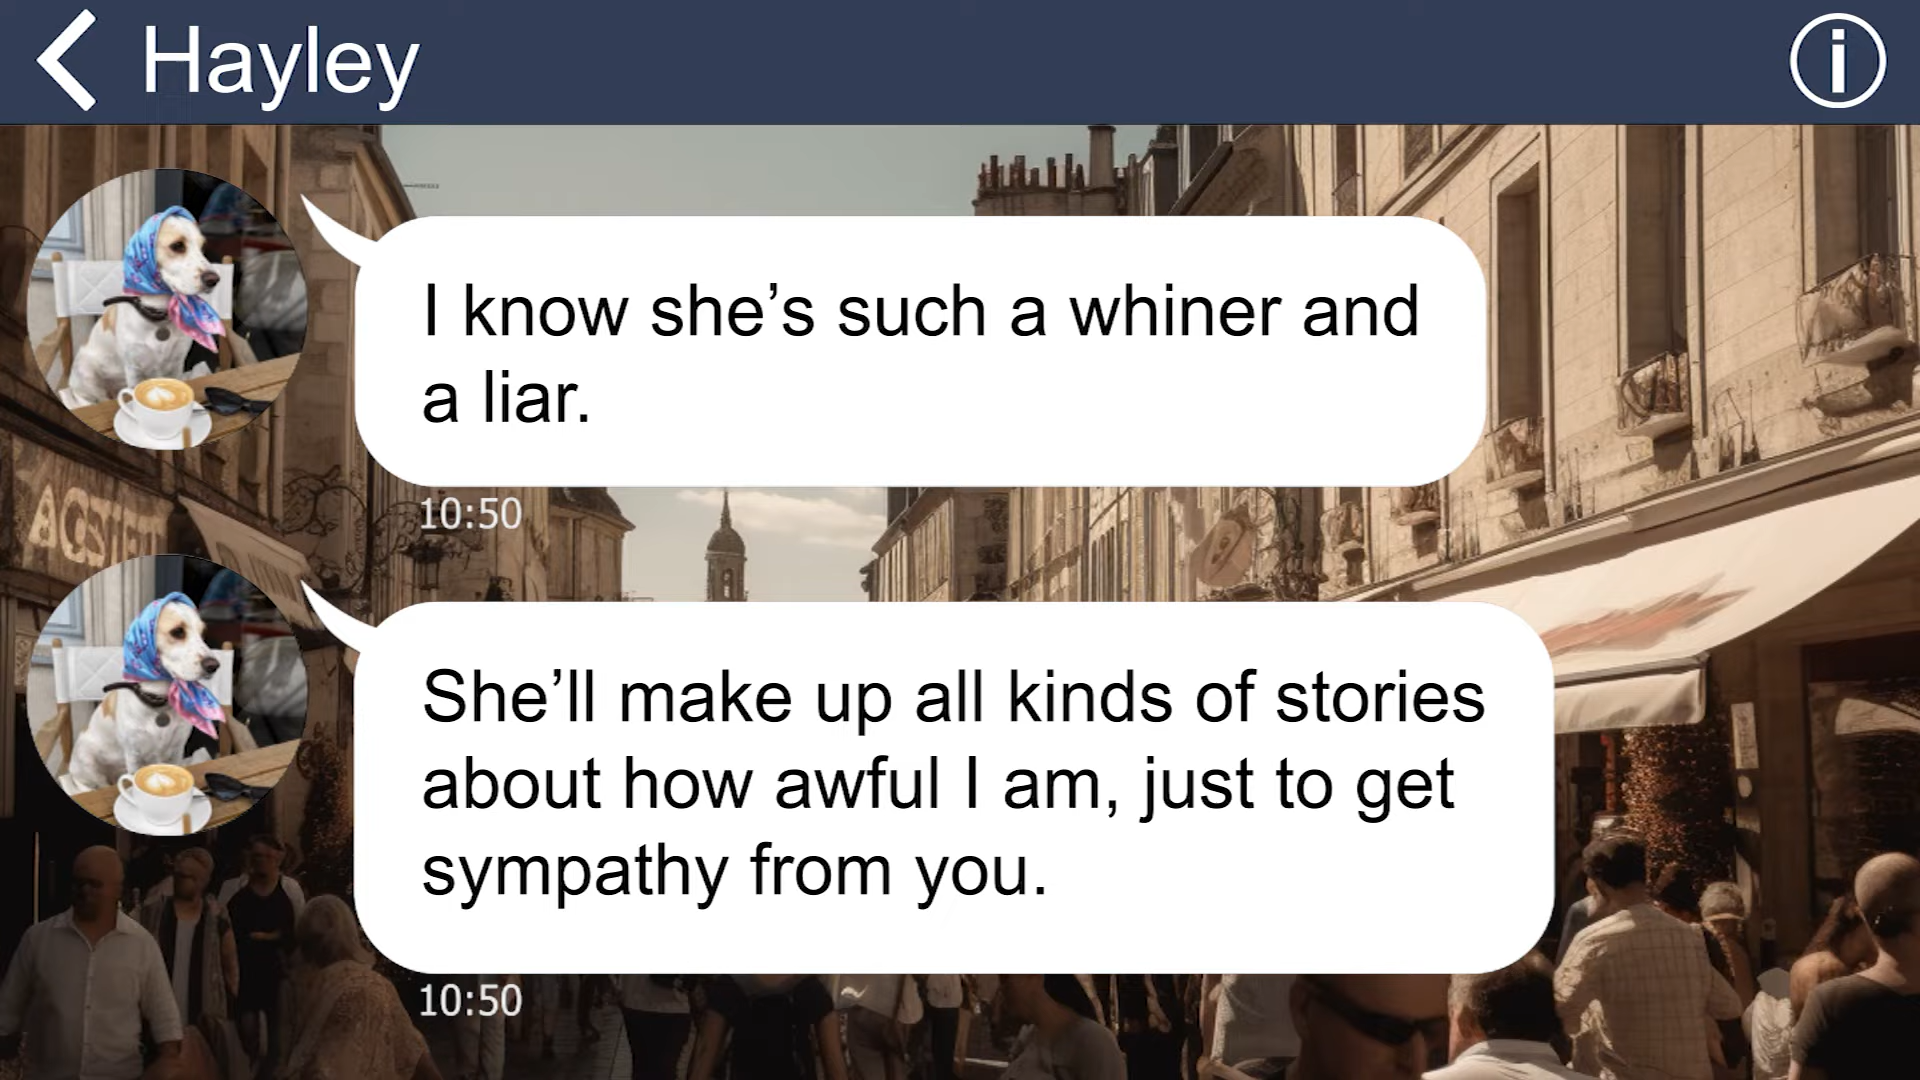 Hayley
I know she’s such a whiner and
a liar.
10:50
She’ll make up all kinds of stories
about how awful I am, just to get
sympathy from you.
10:50